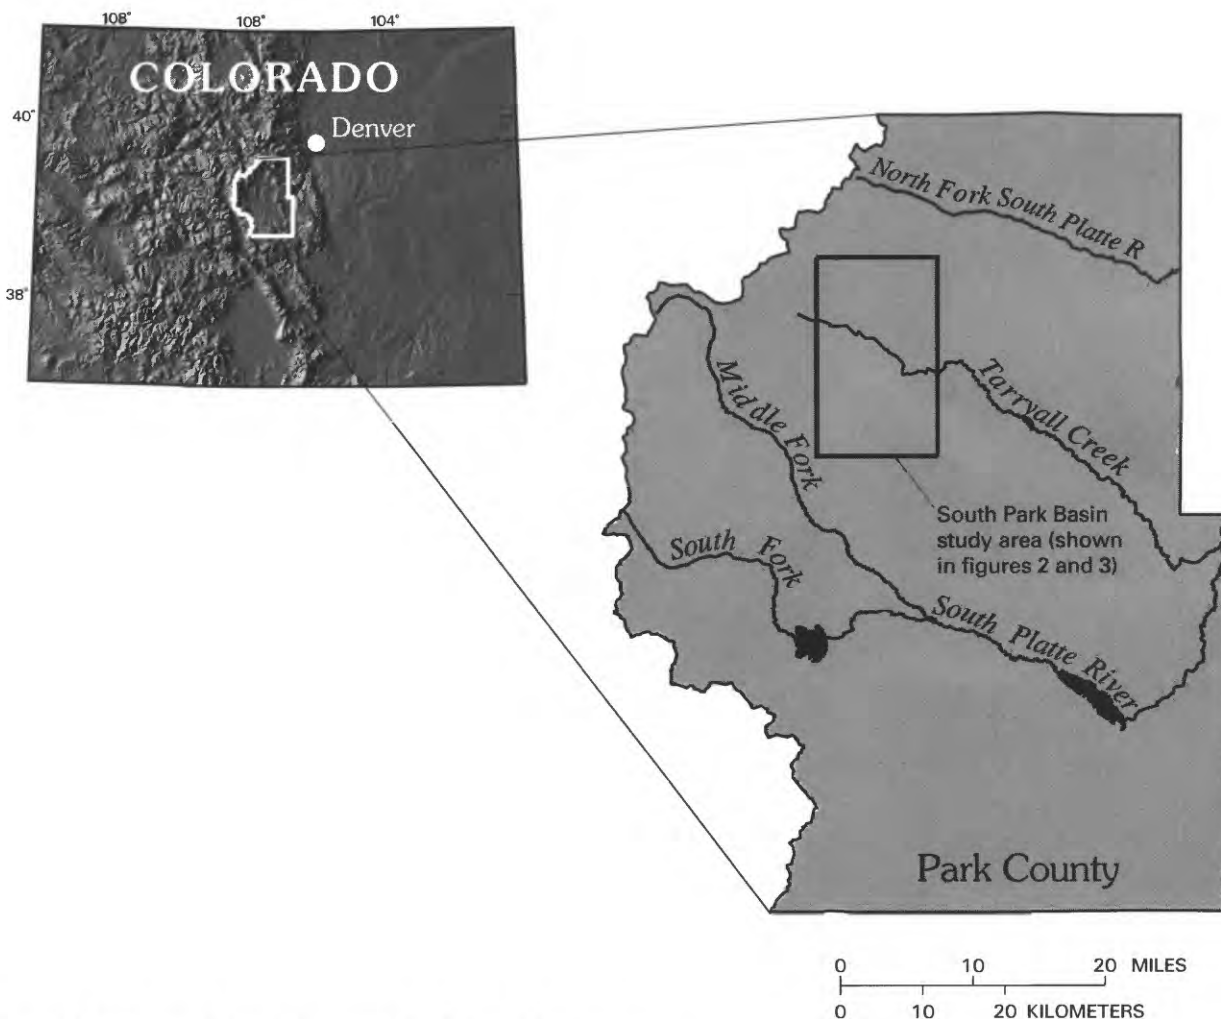 108° 108° 104°
COLORADO
40°
Denver
38°
North Fork South Platte R
Middle Fork
Tarryall Creek
South Park Basin
study area (shown
in figures 2 and 3)
South Fork
South Platte River
Park County
0 10 20 MILES
0 10 20 KILOMETERS